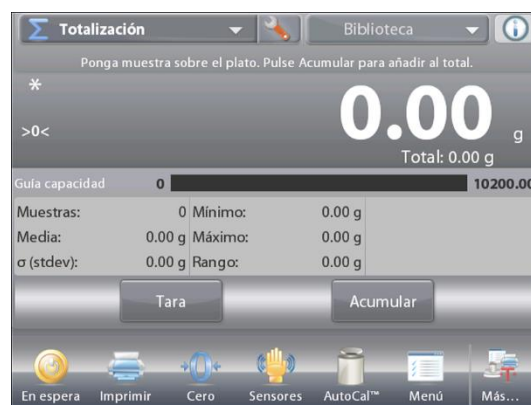 Σ Totalización Biblioteca i
Ponga muestra sobre el plato. Pulse Acumular para añadir al total.
*
0.00 g
>0<
Total: 0.00 g
Guía capacidad 0 10200.00
Muestras: 0 Mínimo: 0.00 g
Media: 0.00 g Máximo: 0.00 g
σ (stdev): 0.00 g Rango: 0.00 g
Tara Acumular
En espera Imprimir Cero Sensores AutoCal™ Menú Más...